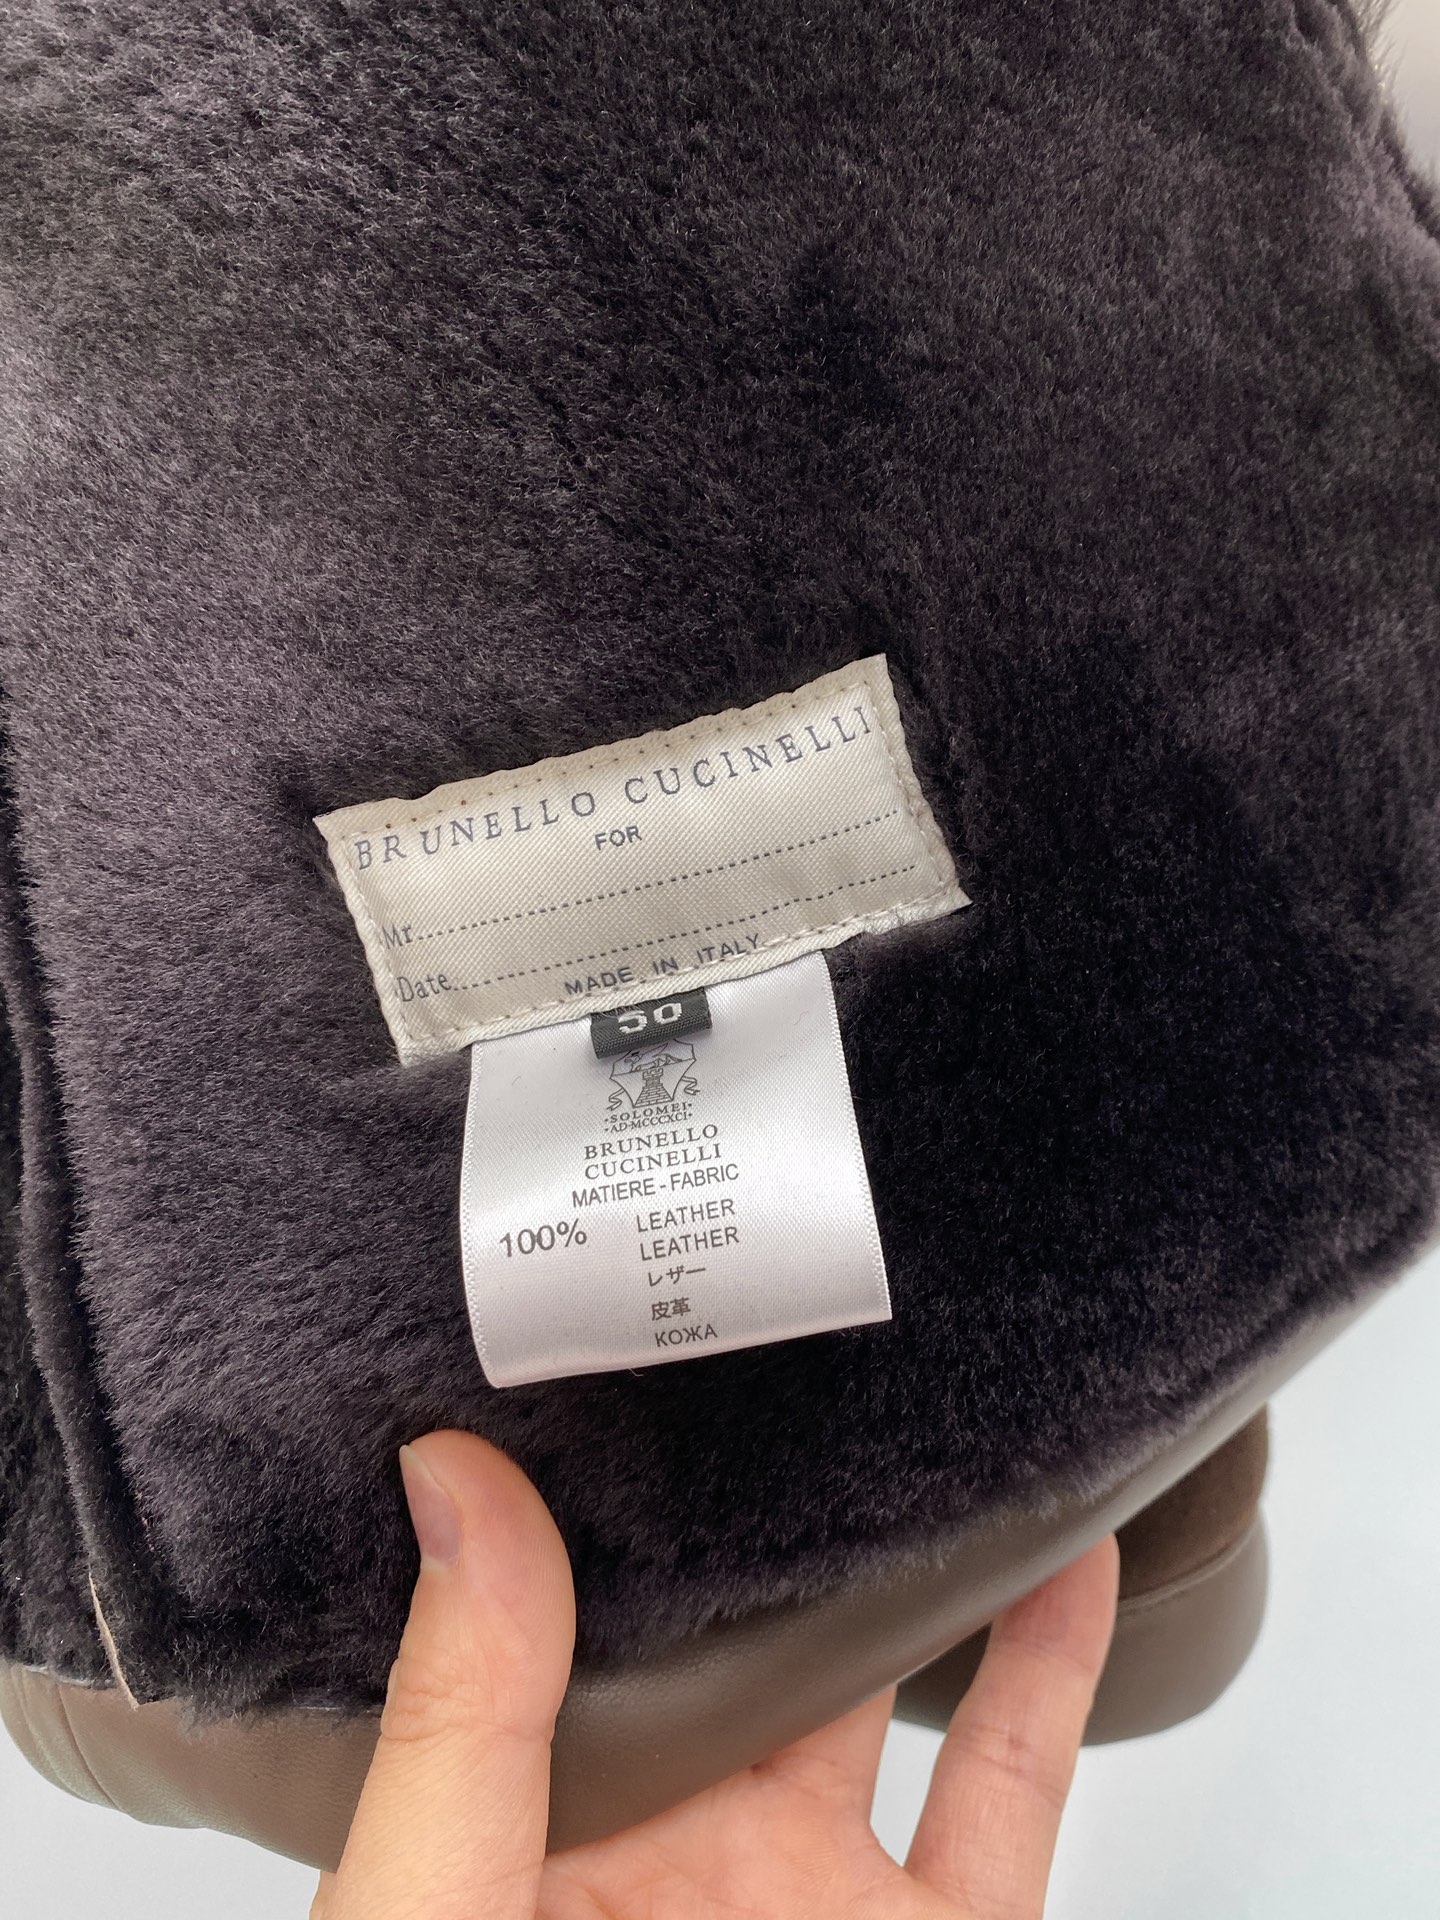 BRUNELLO CUCINELLI
FOR
Mr.
Date
MADE IN ITALY
50
·SOLOMEI·
·AD·MCCCXCI·
BRUNELLO
CUCINELLI
MATIERE - FABRIC
100% LEATHER
LEATHER
レザー
皮革
КОЖА